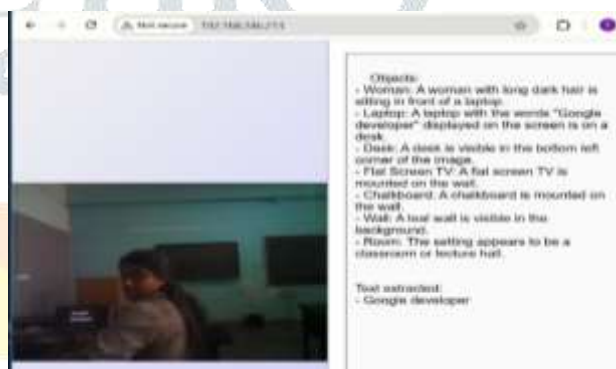 Not secure
Objects:
- Woman: A woman with long dark hair is
sitting in front of a laptop.
- Laptop: A laptop with the words "Google
developer" displayed on the screen is on a
desk.
- Desk: A desk is visible in the bottom left
corner of the image.
- Flat Screen TV: A flat screen TV is
mounted on the wall.
- Chalkboard: A chalkboard is mounted on
the wall.
- Wall: A teal wall is visible in the
background.
- Room: The setting appears to be a
classroom or lecture hall.
Text extracted:
- Google developer